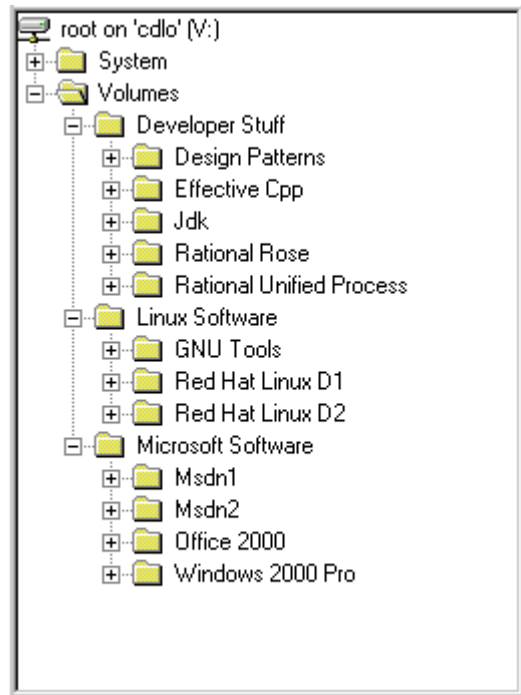 root on 'cdlo' (V:)
System
Volumes
Developer Stuff
Design Patterns
Effective Cpp
Jdk
Rational Rose
Rational Unified Process
Linux Software
GNU Tools
Red Hat Linux D1
Red Hat Linux D2
Microsoft Software
Msdn1
Msdn2
Office 2000
Windows 2000 Pro